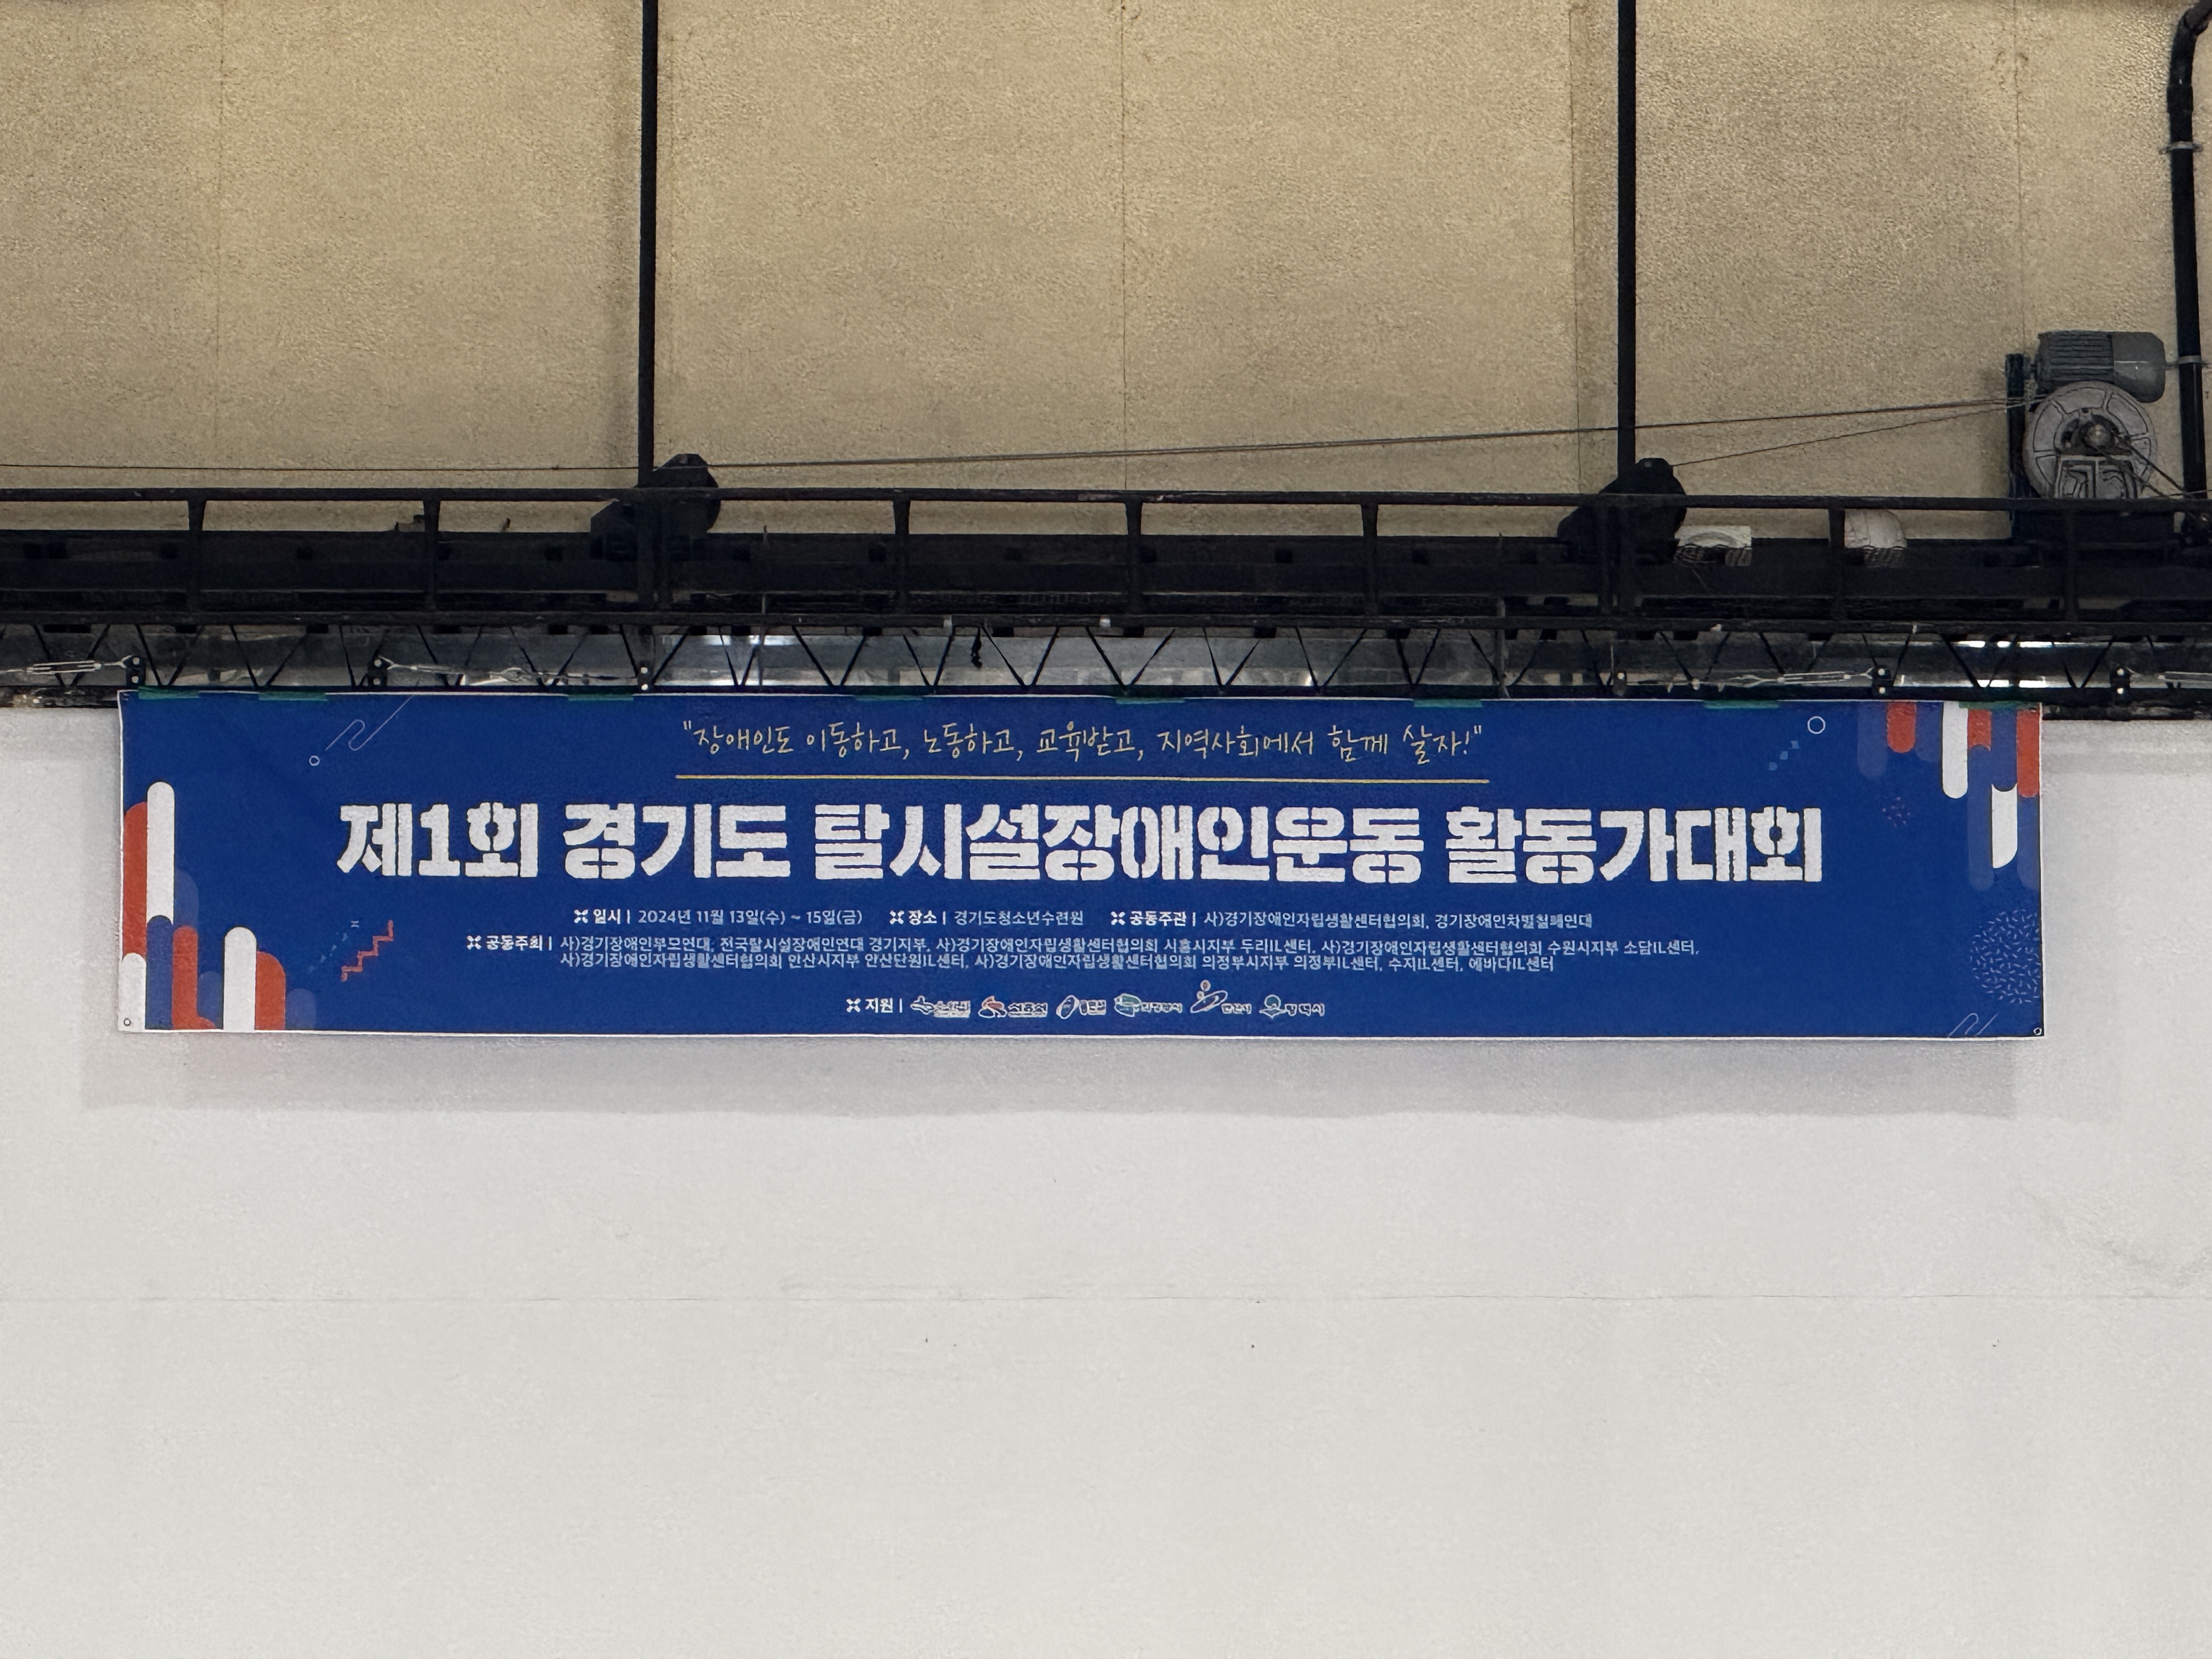 "장애인도 이동하고, 노동하고, 교육받고, 지역사회에서 함께 살자!"
제1회 경기도 탈시설장애인운동 활동가대회
일시 | 2024년 11월 13일(수) ~ 15일(금) 장소 | 경기도청소년수련원 공동주관 | 사)경기장애인자립생활센터협의회, 경기장애인차별철폐연대
공동주최 | 사)경기장애인부모연대, 전국탈시설장애인연대 경기지부, 사)경기장애인자립생활센터협의회 시흥시지부 두리IL센터, 사)경기장애인자립생활센터협의회 수원시지부 소담IL센터,
사)경기장애인자립생활센터협의회 안산시지부 안산단원IL센터, 사)경기장애인자립생활센터협의회 의정부시지부 의정부IL센터, 수지IL센터, 에바다IL센터
지원 |